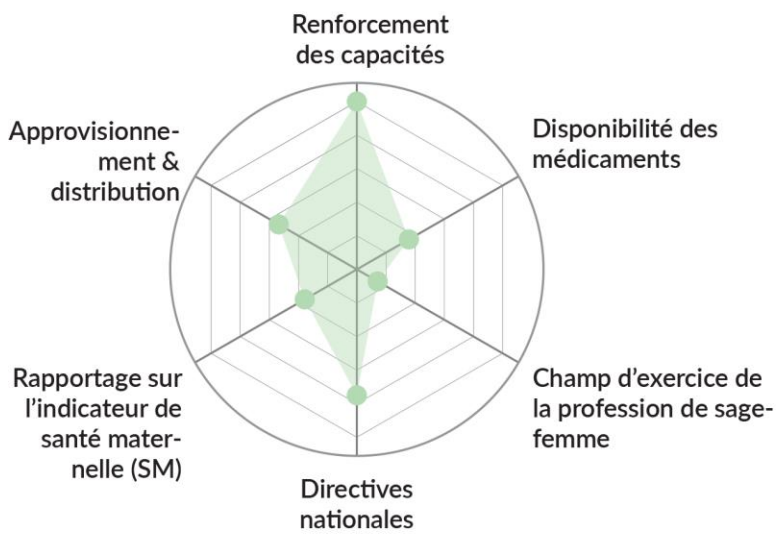 Renforcement
des capacités
Disponibilité des
médicaments
Champ d’exercice de
la profession de sage-
femme
Directives
nationales
Rapportage sur
l’indicateur de
santé mater-
nelle (SM)
Approvisionne-
ment &
distribution